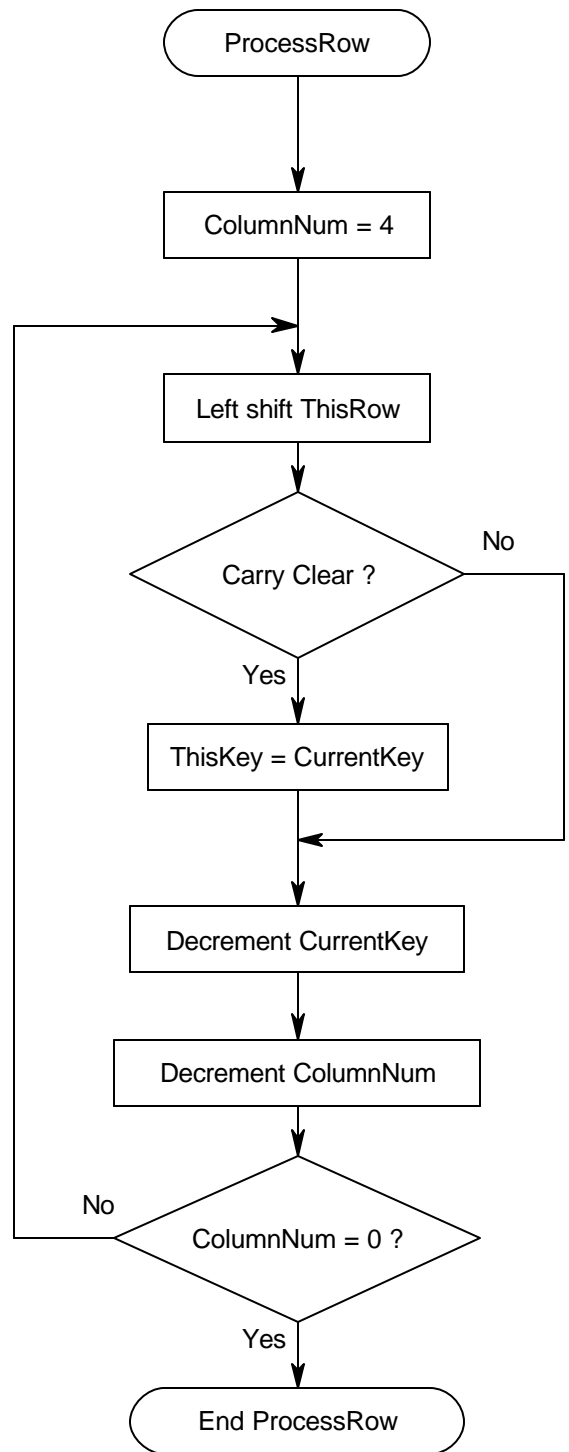 ProcessRow
ColumnNum = 4
Left shift ThisRow
Carry Clear ?
No
Yes
ThisKey = CurrentKey
Decrement CurrentKey
Decrement ColumnNum
No
ColumnNum = 0 ?
Yes
End ProcessRow